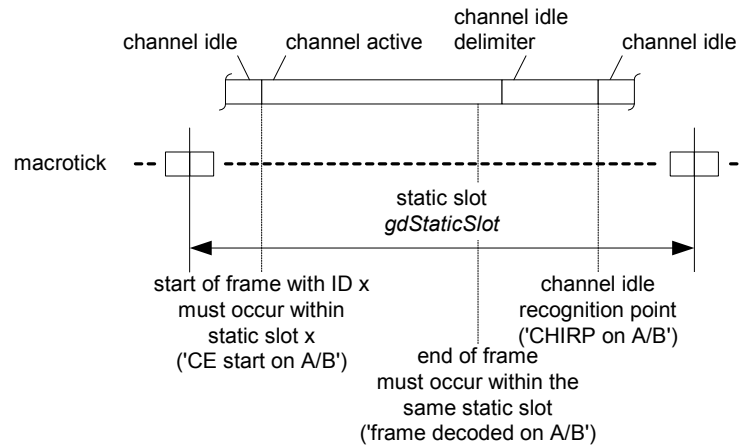 channel idle
channel active
channel idle
delimiter
channel idle
macrotick
static slot
gdStaticSlot
start of frame with ID x
must occur within
static slot x
('CE start on A/B')
channel idle
recognition point
('CHIRP on A/B')
end of frame
must occur within the
same static slot
('frame decoded on A/B')